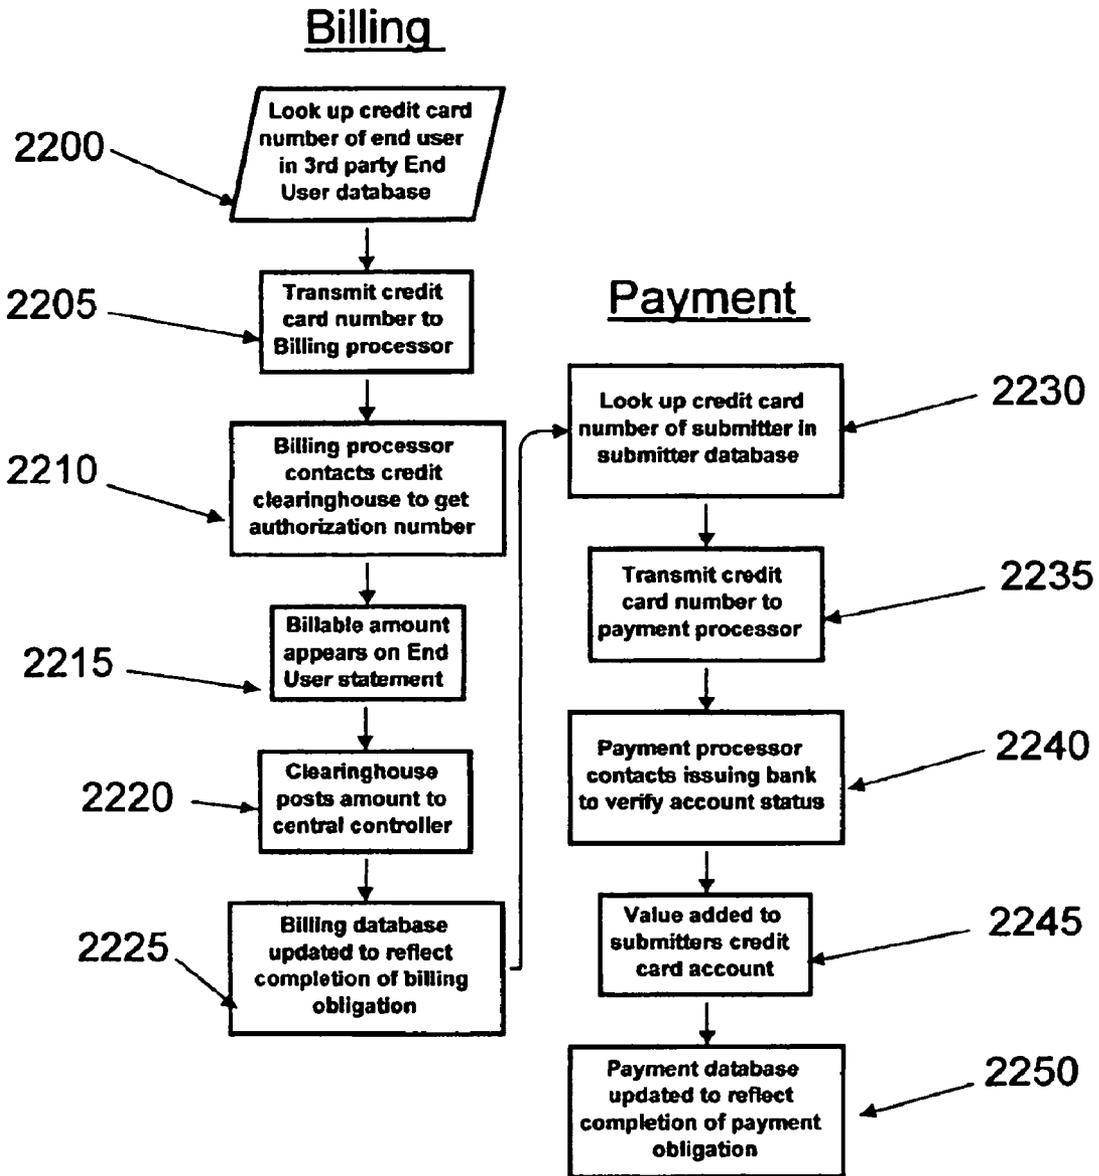 Billing
2200
Look up credit card
number of end user
in 3rd party End
User database
2205
Transmit credit
card number to
Billing processor
2210
Billing processor
contacts credit
clearinghouse to get
authorization number
2215
Billable amount
appears on End
User statement
2220
Clearinghouse
posts amount to
central controller
2225
Billing database
updated to reflect
completion of billing
obligation
Payment
2230
Look up credit card
number of submitter in
submitter database
2235
Transmit credit
card number to
payment processor
2240
Payment processor
contacts issuing bank
to verify account status
2245
Value added to
submitters credit
card account
2250
Payment database
updated to reflect
completion of payment
obligation